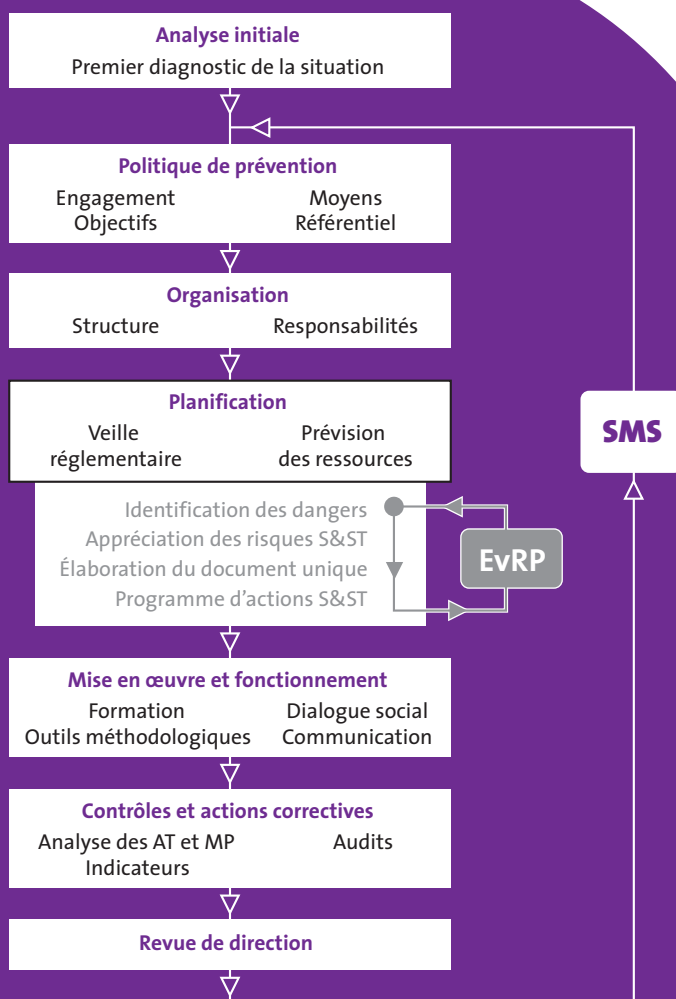 Analyse initiale
Premier diagnostic de la situation
Politique de prévention
Engagement Moyens
Objectifs Référentiel
Organisation
Structure Responsabilités
Planification
Veille Prévision
réglementaire des ressources
SMS
Identification des dangers
Appréciation des risques S&ST
Élaboration du document unique
Programme d'actions S&ST
EvRP
Mise en œuvre et fonctionnement
Formation Dialogue social
Outils méthodologiques Communication
Contrôles et actions correctives
Analyse des AT et MP Audits
Indicateurs
Revue de direction